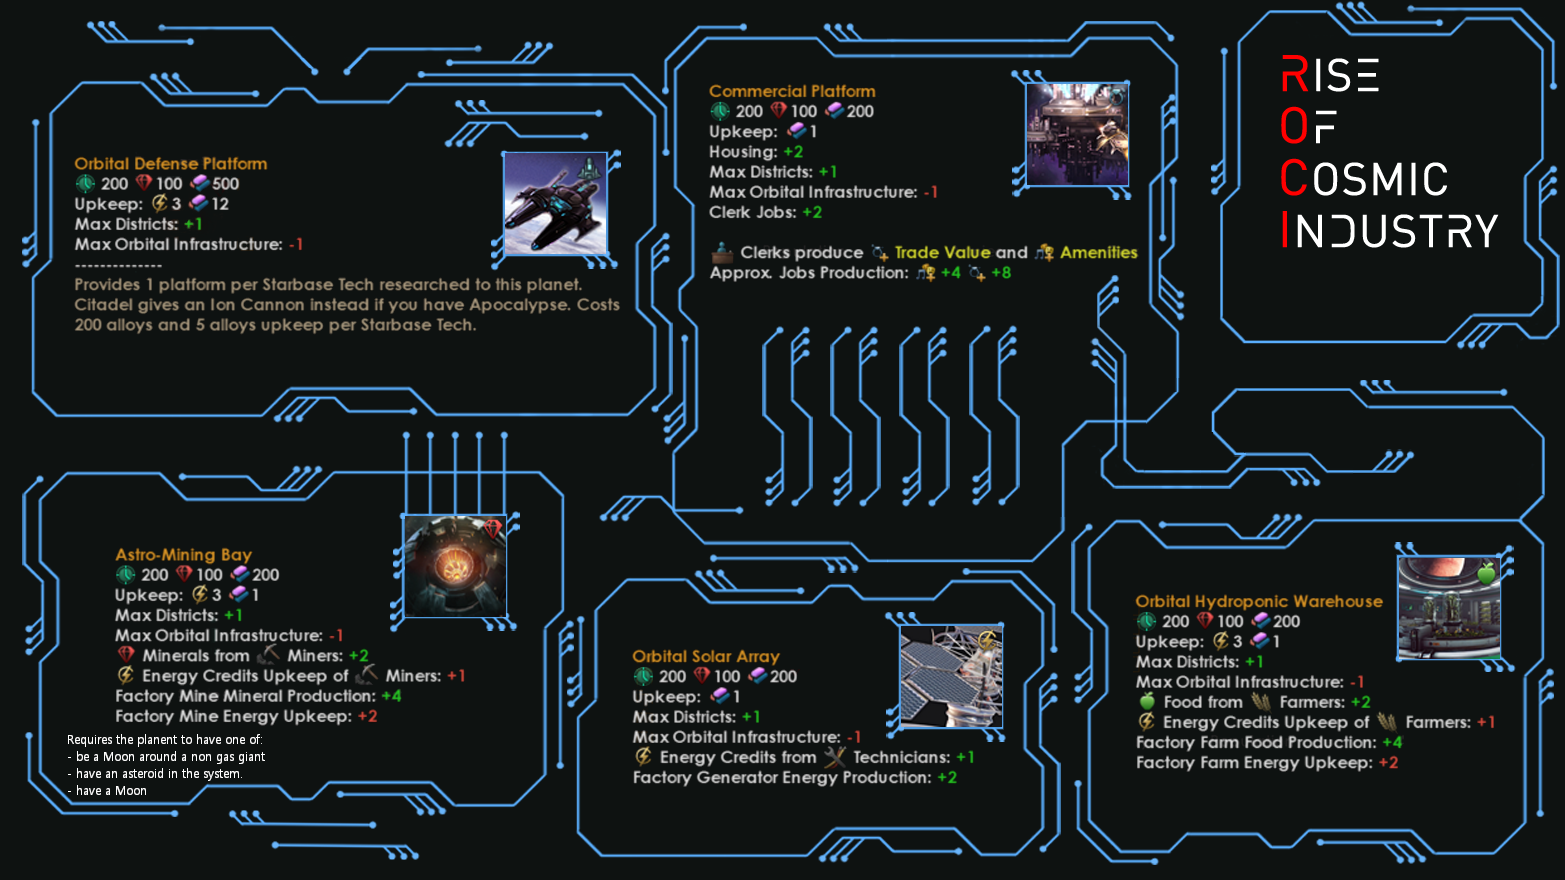 Orbital Defense Platform
200 100 500
Upkeep: 3 12
Max Districts: +1
Max Orbital Infrastructure: -1
--------------
Provides 1 platform per Starbase Tech researched to this planet.
Citadel gives an Ion Cannon instead if you have Apocalypse. Costs
200 alloys and 5 alloys upkeep per Starbase Tech.
Commercial Platform
200 100 200
Upkeep: 1
Housing: +2
Max Districts: +1
Max Orbital Infrastructure: -1
Clerk Jobs: +2
Clerks produce Trade Value and Amenities
Approx. Jobs Production: +4 +8
RISE
OF
COSMIC
INDUSTRY
Astro-Mining Bay
200 100 200
Upkeep: 3 1
Max Districts: +1
Max Orbital Infrastructure: -1
Minerals from Miners: +2
Energy Credits Upkeep of Miners: +1
Factory Mine Mineral Production: +4
Factory Mine Energy Upkeep: +2
Requires the planent to have one of:
- be a Moon around a non gas giant
- have an asteroid in the system.
- have a Moon
Orbital Solar Array
200 100 200
Upkeep: 1
Max Districts: +1
Max Orbital Infrastructure: -1
Energy Credits from Technicians: +1
Factory Generator Energy Production: +2
Orbital Hydroponic Warehouse
200 100 200
Upkeep: 3 1
Max Districts: +1
Max Orbital Infrastructure: -1
Food from Farmers: +2
Energy Credits Upkeep of Farmers: +1
Factory Farm Food Production: +4
Factory Farm Energy Upkeep: +2